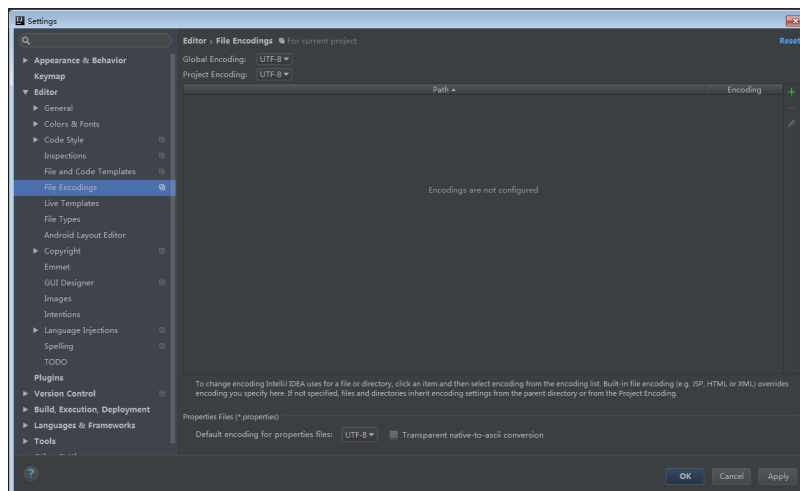 Settings
Editor › File Encodings For current project
Reset
Global Encoding: UTF-8
Project Encoding: UTF-8
Path Encoding
Encodings are not configured
Appearance & Behavior
Keymap
Editor
General
Colors & Fonts
Code Style
Inspections
File and Code Templates
File Encodings
Live Templates
File Types
Android Layout Editor
Copyright
Emmet
GUI Designer
Images
Intentions
Language Injections
Spelling
TODO
Plugins
Version Control
Build, Execution, Deployment
Languages & Frameworks
Tools
To change encoding IntelliJ IDEA uses for a file or directory, click an item and then select encoding from the encoding list. Built-in file encoding (e.g. JSP, HTML or XML) overrides
encoding you specify here. If not specified, files and directories inherit encoding settings from the parent directory or from the Project Encoding.
Properties Files (*.properties)
Default encoding for properties files: UTF-8 Transparent native-to-ascii conversion
?
OK Cancel Apply